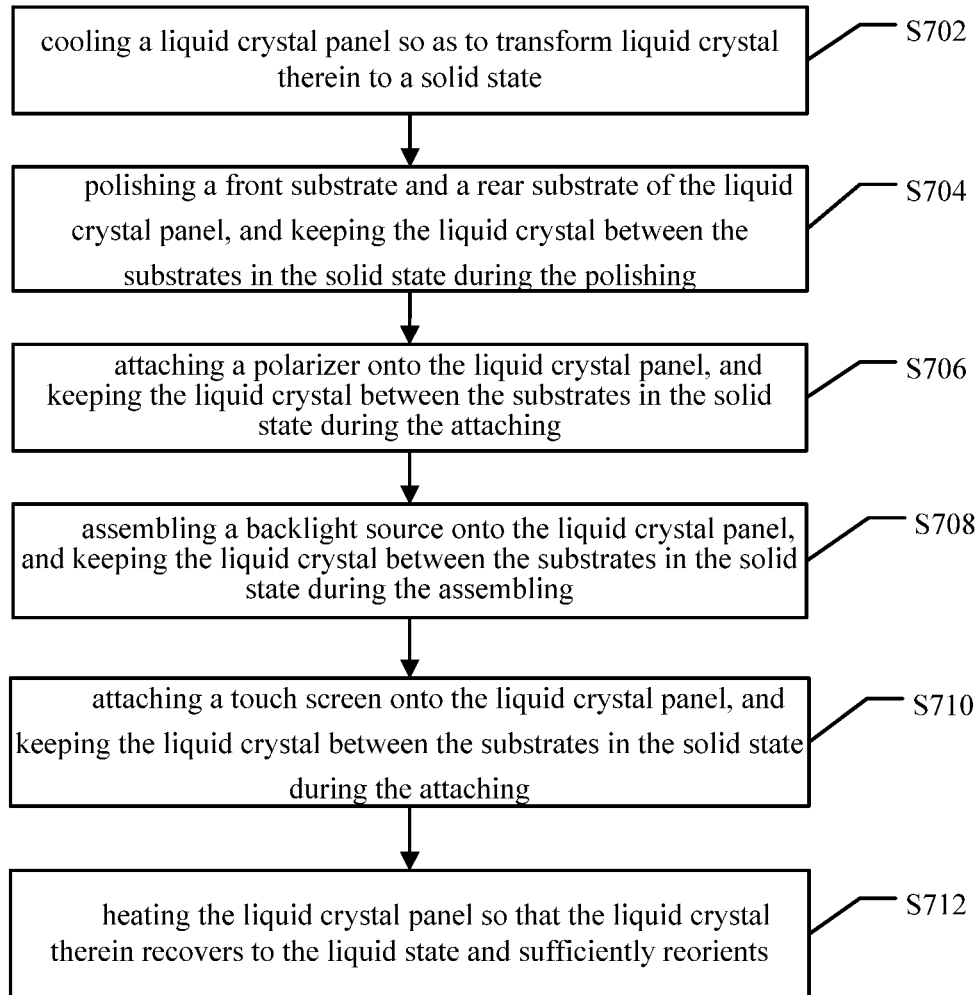 cooling a liquid crystal panel so as to transform liquid crystal
therein to a solid state
S702
polishing a front substrate and a rear substrate of the liquid
crystal panel, and keeping the liquid crystal between the
substrates in the solid state during the polishing
S704
attaching a polarizer onto the liquid crystal panel, and
keeping the liquid crystal between the substrates in the solid
state during the attaching
S706
assembling a backlight source onto the liquid crystal panel,
and keeping the liquid crystal between the substrates in the solid
state during the assembling
S708
attaching a touch screen onto the liquid crystal panel, and
keeping the liquid crystal between the substrates in the solid state
during the attaching
S710
heating the liquid crystal panel so that the liquid crystal
therein recovers to the liquid state and sufficiently reorients
S712